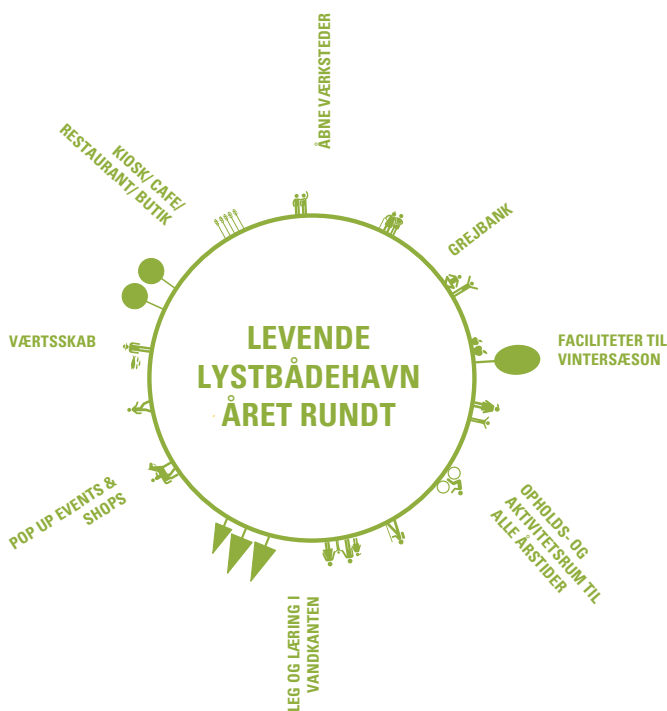 LEVENDE
LYSTBÅDEHAVN
ÅRET RUNDT
ÅBNE VÆRKSTEDER
GREJBANK
FACILITETER TIL
VINTERSÆSON
OPHOLDS- OG
AKTIVITETSRUM TIL
ALLE ÅRSTIDER
LEG OG LÆRING I
VANDKANTEN
POP UP EVENTS &
SHOPS
VÆRTSSKAB
KIOSK/ CAFE/
RESTAURANT/ BUTIK